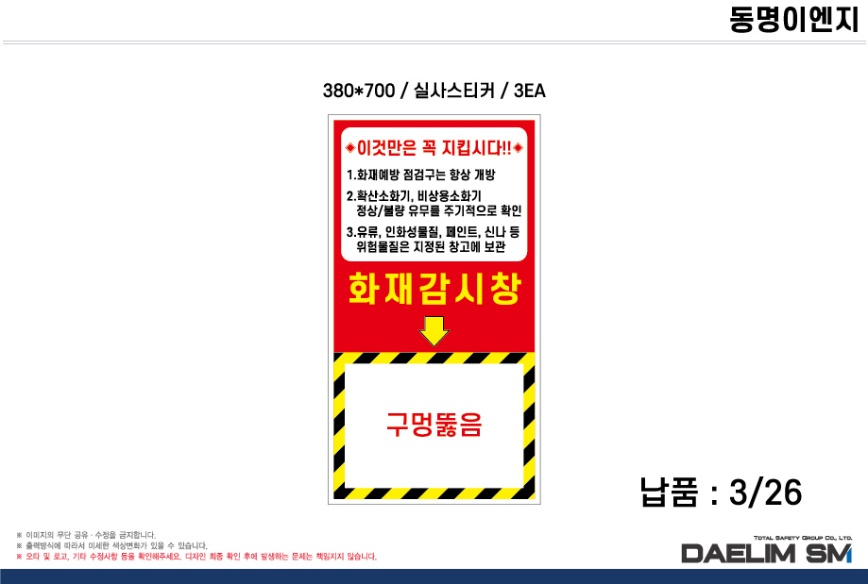 동명이엔지
380*700 / 실사스티커 / 3EA
이것만은 꼭 지킵시다!!
1.화재예방 점검구는 항상 개방
2.확산소화기, 비상용소화기
정상/불량 유무를 주기적으로 확인
3.유류, 인화성물질, 페인트, 신나 등
위험물질은 지정된 창고에 보관
화재감시창
구멍뚫음
납품 : 3/26
※ 이미지의 무단 공유 · 수정을 금지합니다.
※ 출력방식에 따라서 미세한 색상변화가 있을 수 있습니다.
※ 오타 및 로고, 기타 수정사항 등을 확인해주세요. 디자인 최종 확인 후에 발생하는 문제는 책임지지 않습니다.
TOTAL SAFETY GROUP CO., LTD.
DAELIM SM